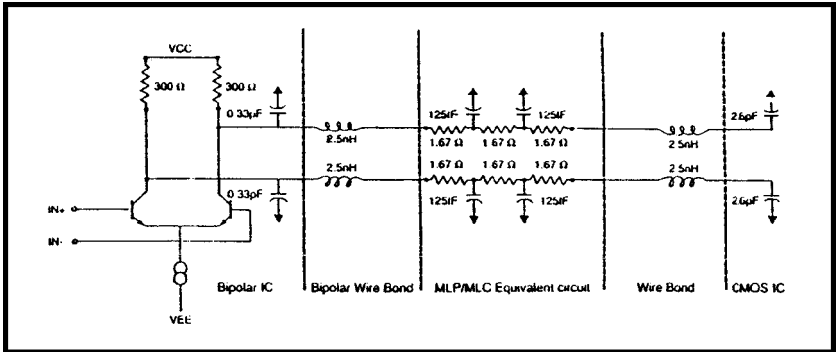 VCC
300 Ω
300 Ω
0.33pF
2.5nH
125fF
125fF
1.67 Ω
1.67 Ω
1.67 Ω
2.5nH
2.6pF
2.5nH
1.67 Ω
1.67 Ω
1.67 Ω
2.5nH
0.33pF
125fF
125fF
2.6pF
IN+
IN-
Bipolar IC
Bipolar Wire Bond
MLP/MLC Equivalent circuit
Wire Bond
CMOS IC
VEE